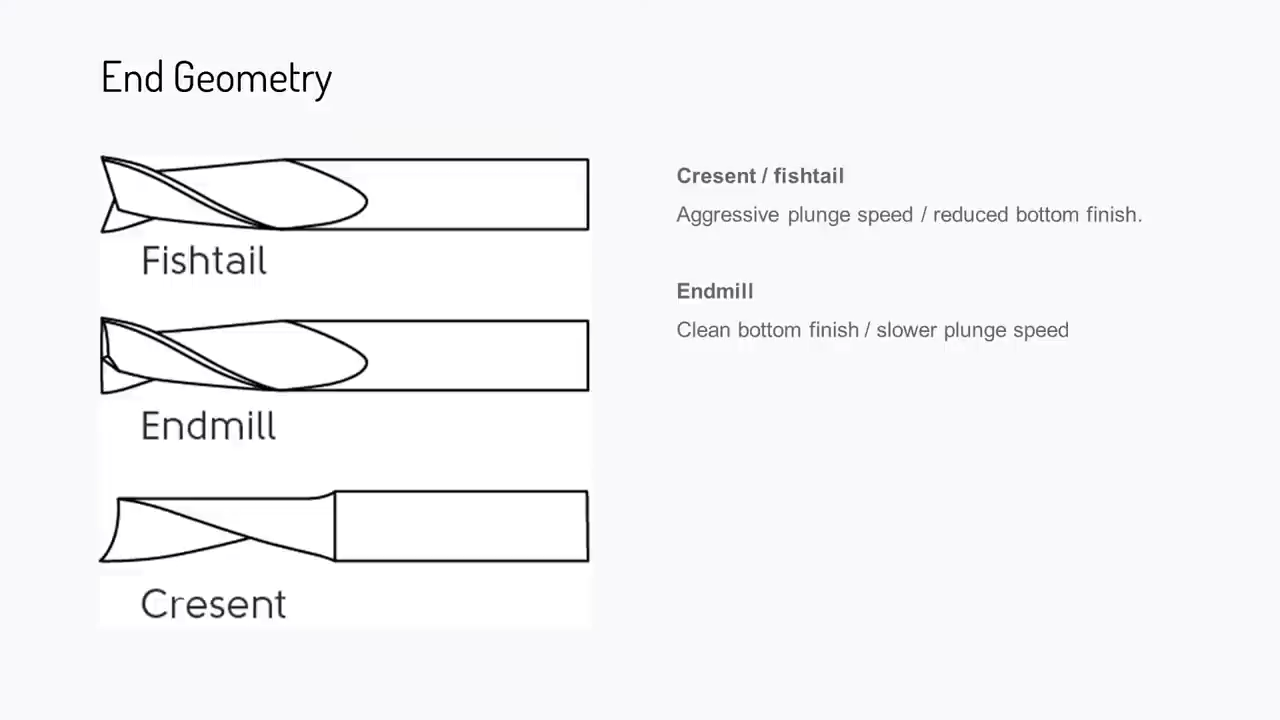 End Geometry
Fishtail
Endmill
Cresent
Cresent / fishtail
Aggressive plunge speed / reduced bottom finish.
Endmill
Clean bottom finish / slower plunge speed